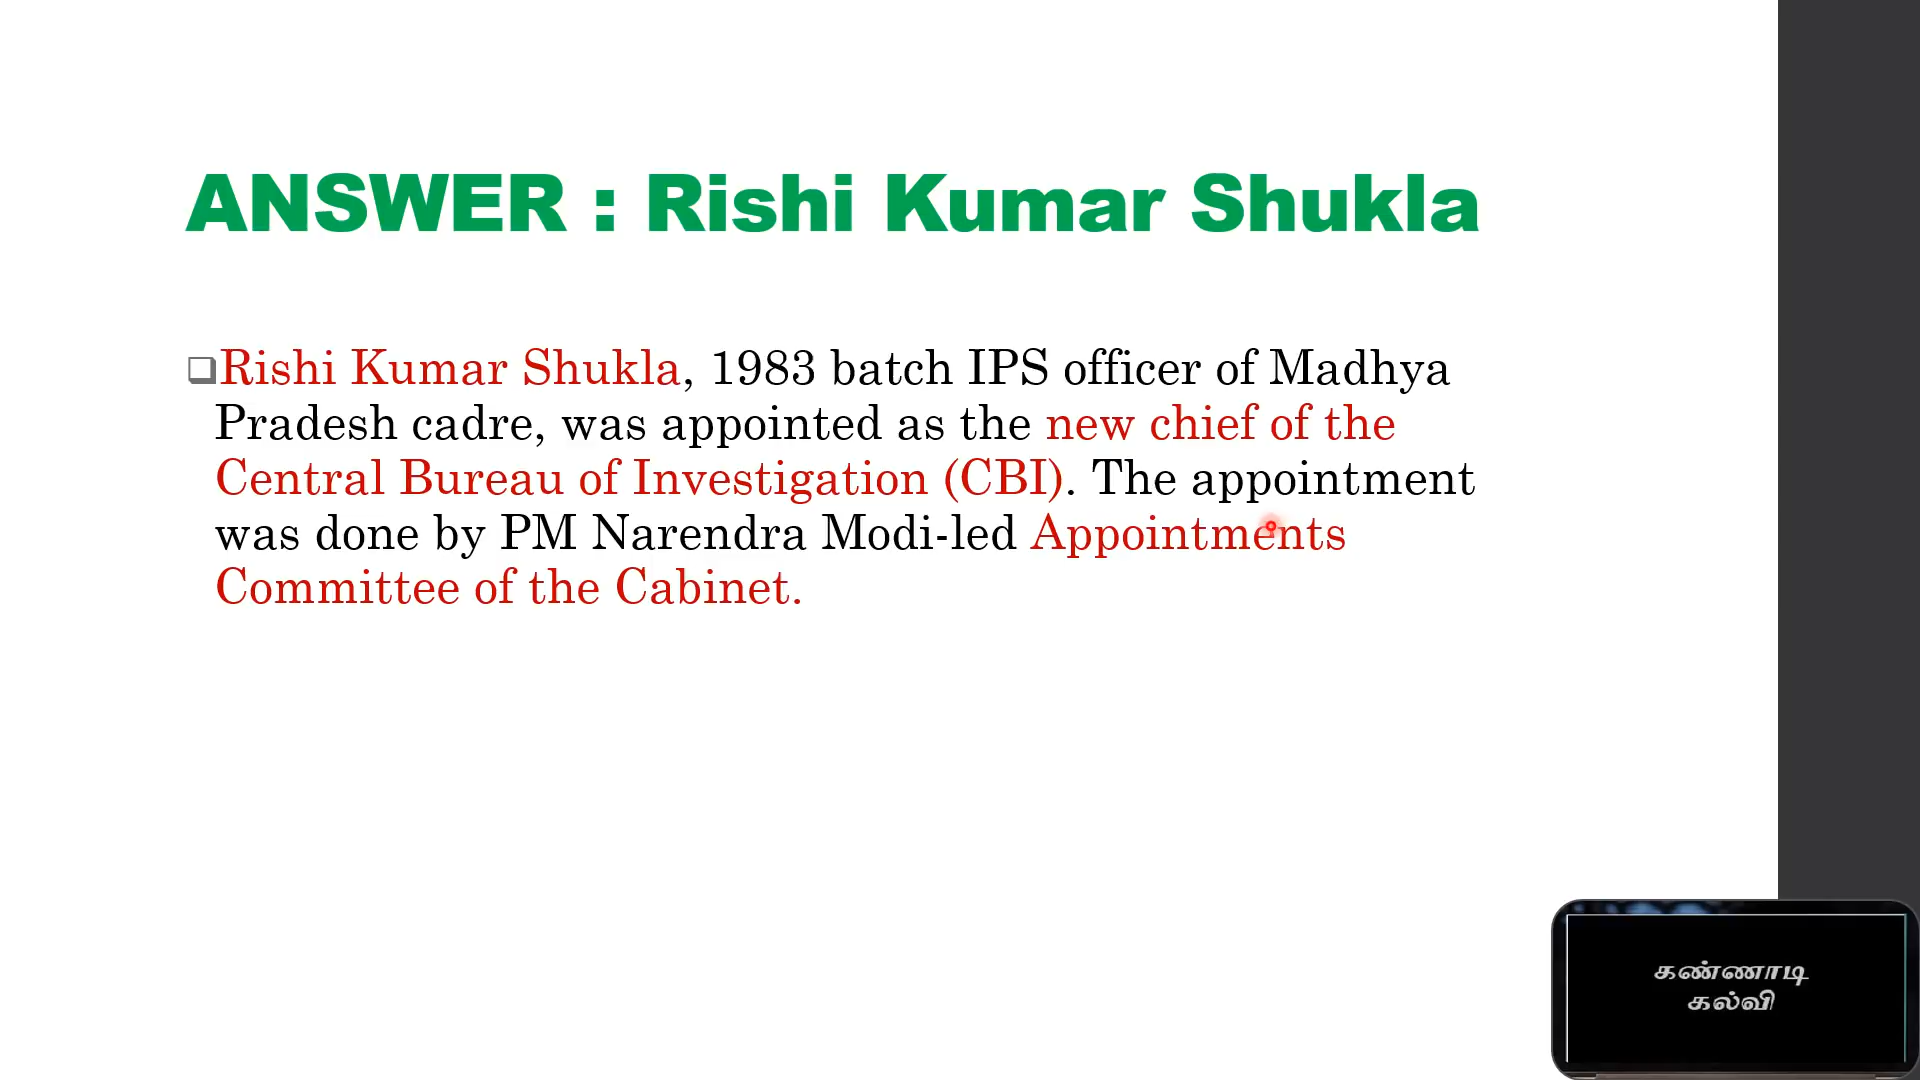 ANSWER : Rishi Kumar Shukla
Rishi Kumar Shukla, 1983 batch IPS officer of Madhya
Pradesh cadre, was appointed as the new chief of the
Central Bureau of Investigation (CBI). The appointment
was done by PM Narendra Modi-led Appointments
Committee of the Cabinet.
கண்ணாடி
கல்வி